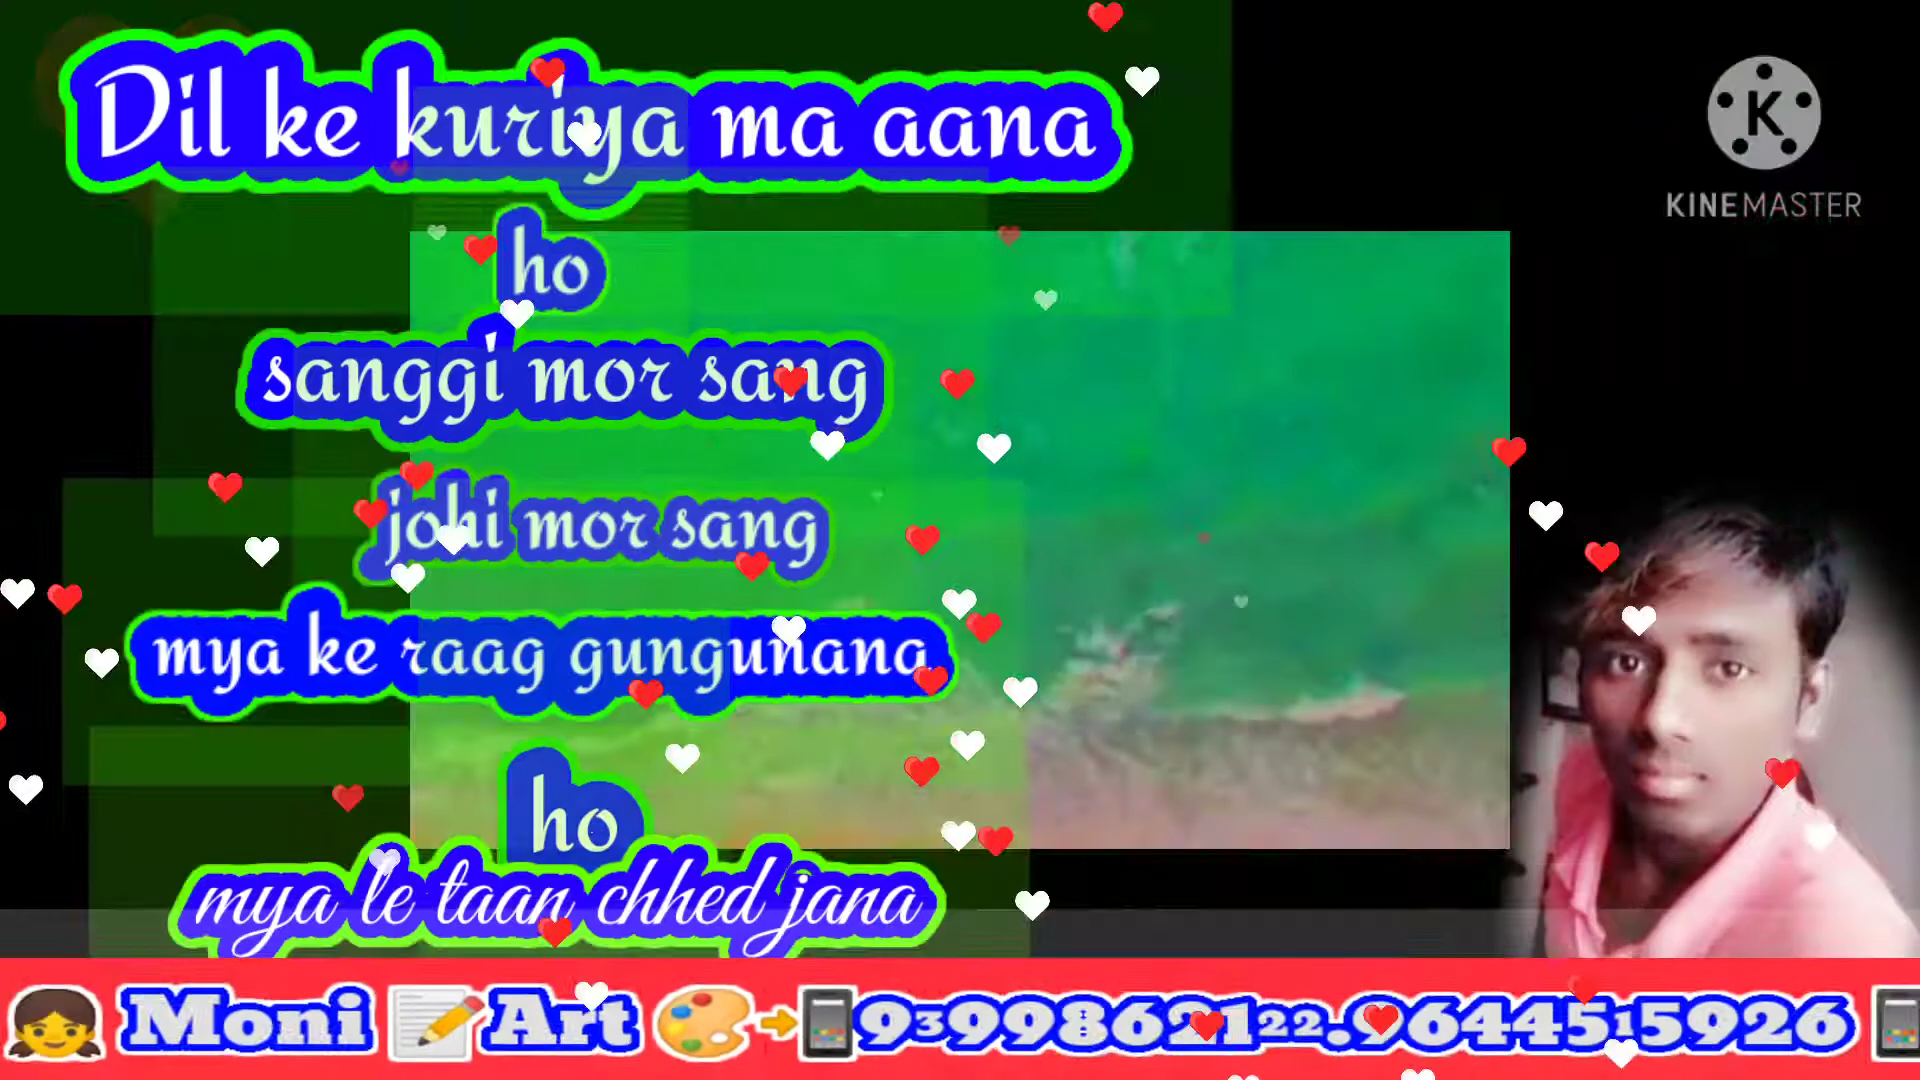 Dil ke kuriya ma aana
K
KINEMASTER
ho
sanggi mor sang
johi mor sang
mya ke raag gungunana
ho
mya le taan chhed jana
Moni Art 9399862122.9644515926